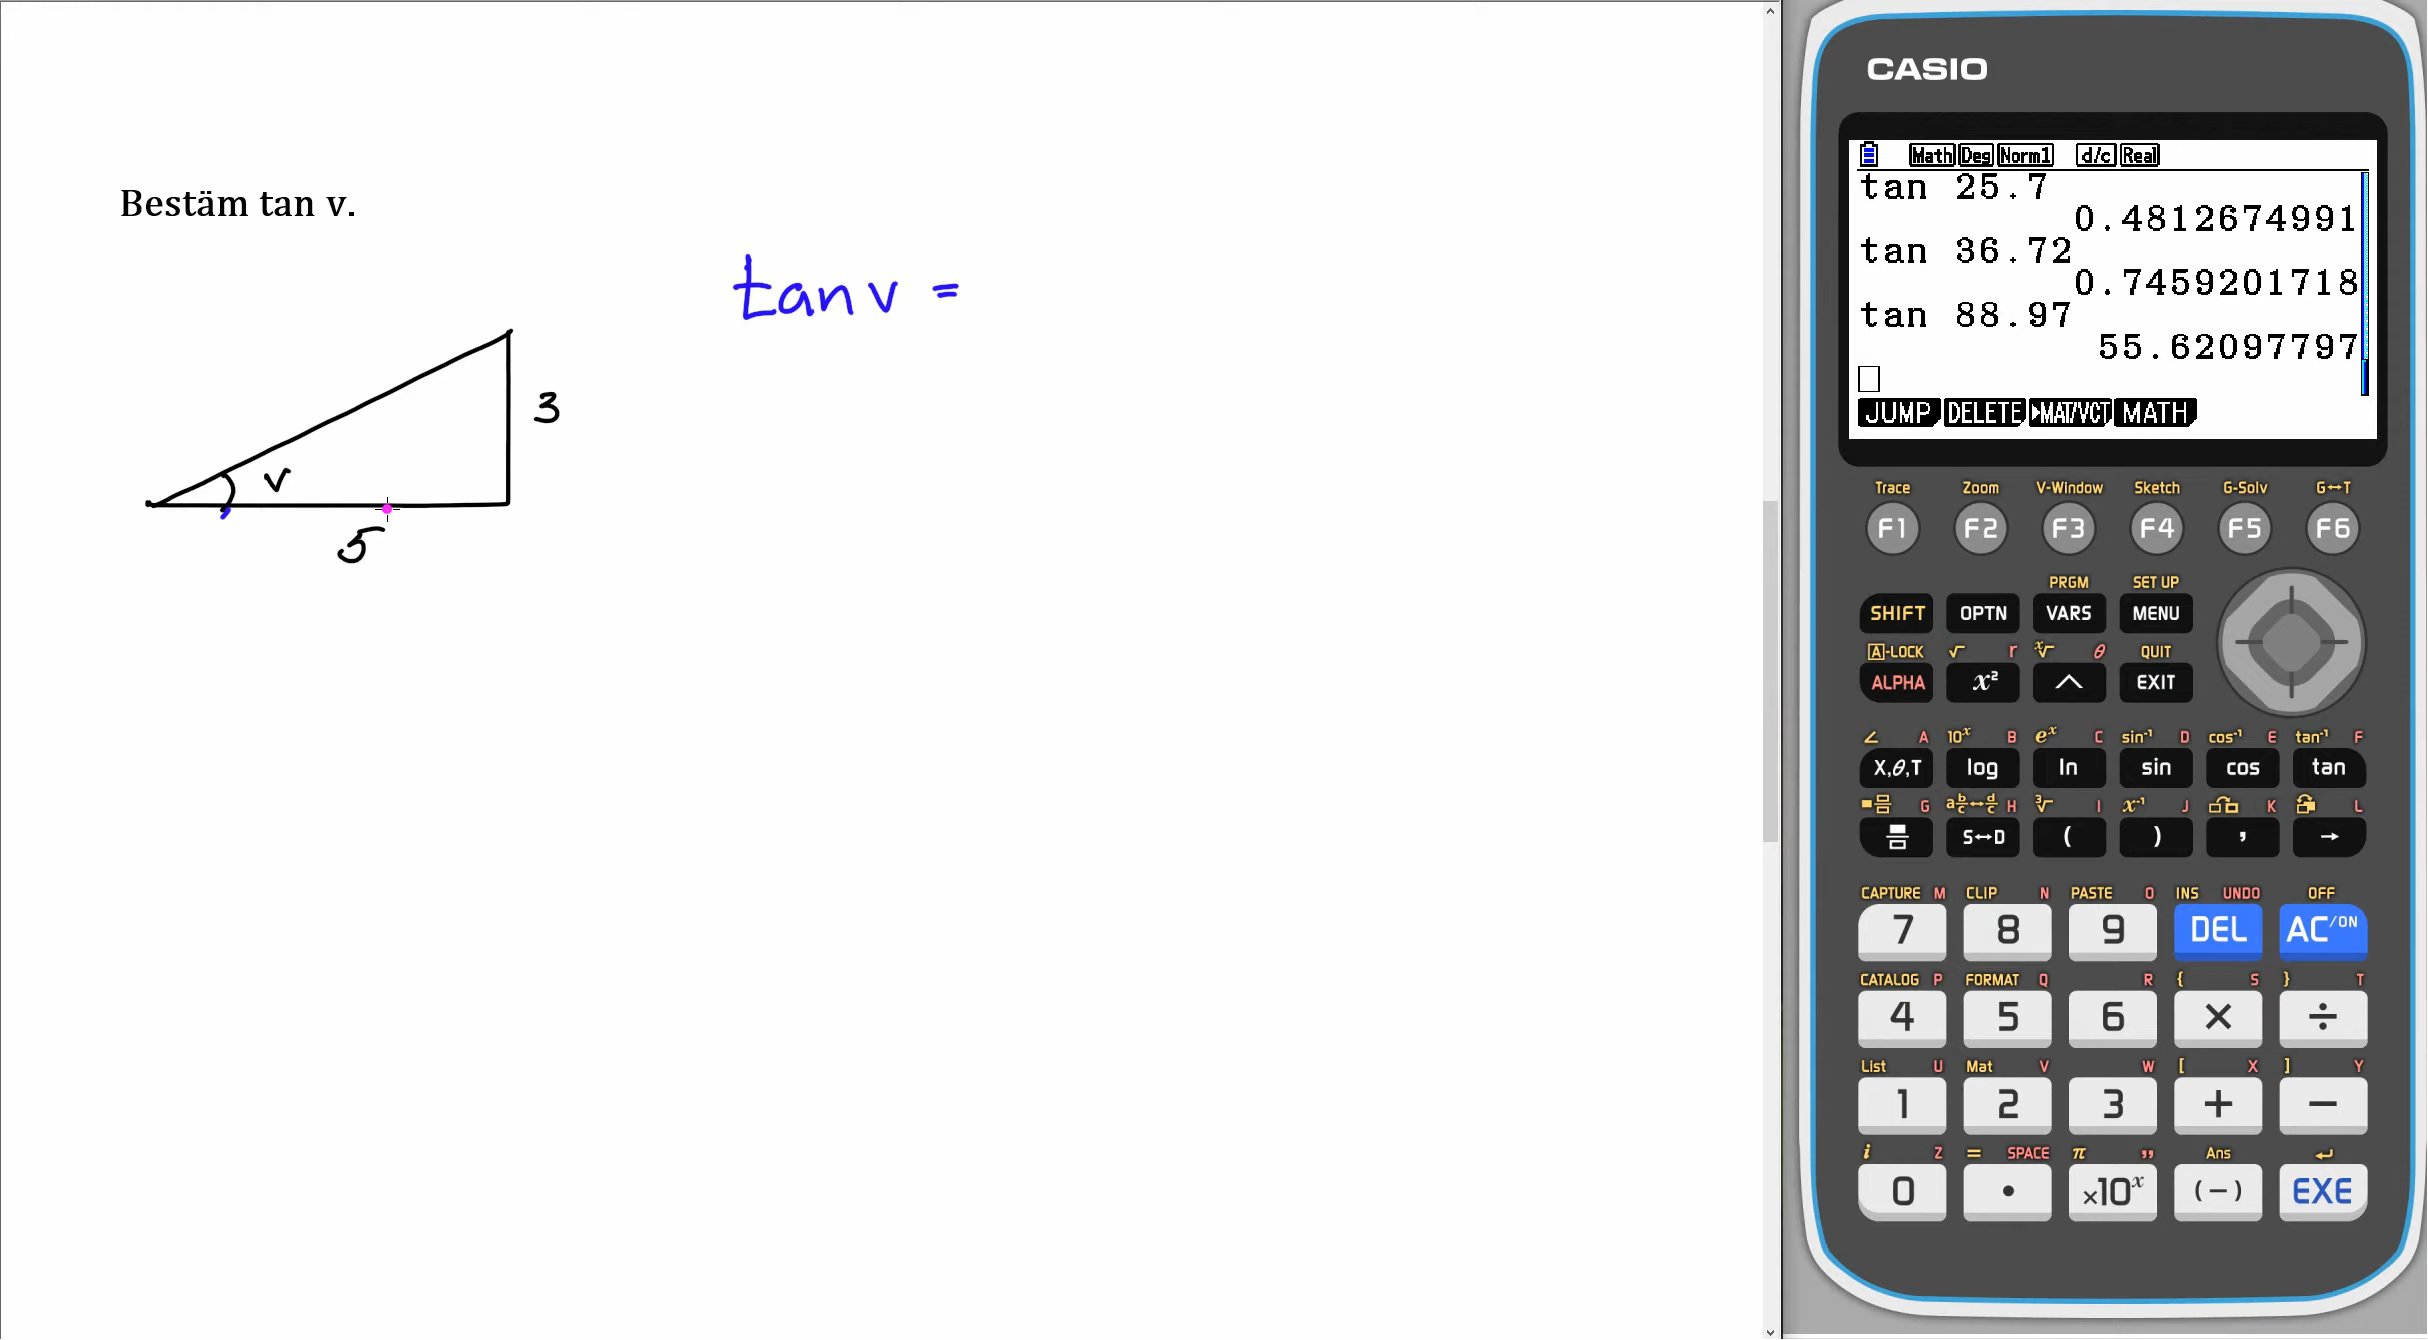 Bestäm tan v.
tan v =
3
v
5
CASIO
Math Deg Norm1 d/c Real
tan 25.7
0.4812674991
tan 36.72
0.7459201718
tan 88.97
55.62097797
JUMP DELETE ▶MAT/VCT MATH
Trace Zoom V-Window Sketch G-Solv G↔T
F1 F2 F3 F4 F5 F6
PRGM SET UP
SHIFT OPTN VARS MENU
A-LOCK √ r ˣ√ θ QUIT
ALPHA x² ^ EXIT
∠ A 10ˣ B eˣ C sin⁻¹ D cos⁻¹ E tan⁻¹ F
X,θ,T log ln sin cos tan
G a b/c ↔ d/c H ³√ I x⁻¹ J K L
S↔D ( ) , →
CAPTURE M CLIP N PASTE O INS UNDO OFF
7 8 9 DEL AC/ON
CATALOG P FORMAT Q R { S } T
4 5 6 × ÷
List U Mat V W [ X ] Y
1 2 3 + −
i Z = SPACE π " Ans ↵
0 • ×10ˣ (−) EXE